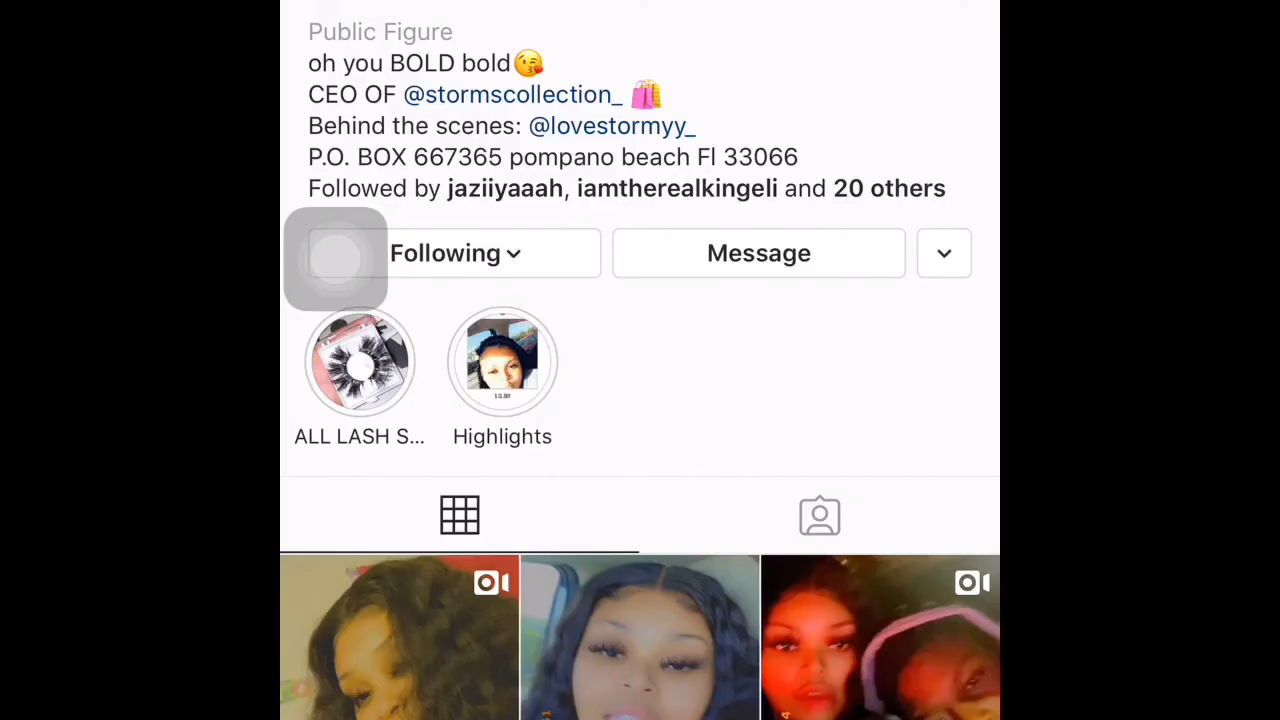 Public Figure
oh you BOLD bold😘
CEO OF @stormscollection_ 🛍️
Behind the scenes: @lovestormyy_
P.O. BOX 667365 pompano beach Fl 33066
Followed by jaziiyaaah, iamtherealkingeli and 20 others
Following
Message
ALL LASH S...
Highlights